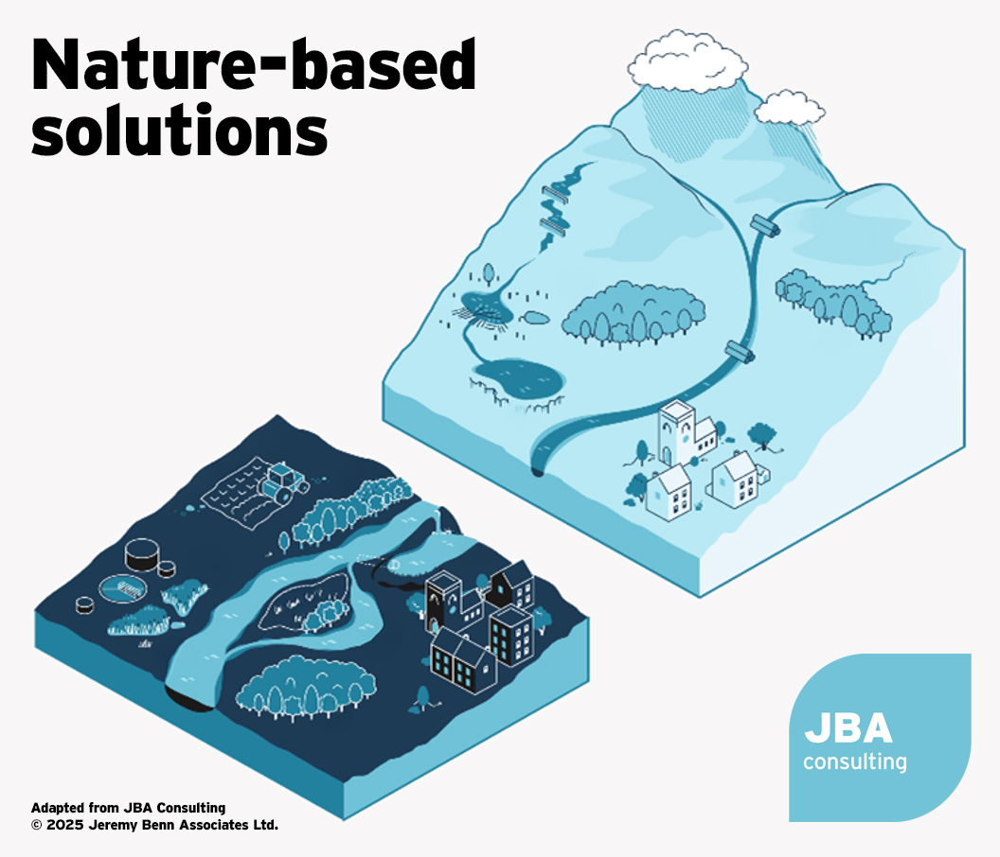 Nature-based
solutions
JBA
consulting
Adapted from JBA Consulting
© 2025 Jeremy Benn Associates Ltd.